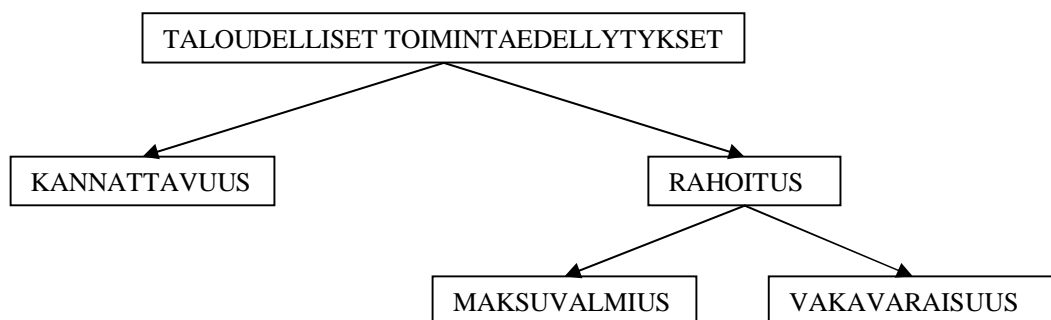 TALOUDELLISET TOIMINTAEDELLYTYKSET
KANNATTAVUUS
RAHOITUS
MAKSUVALMIUS
VAKAVARAISUUS